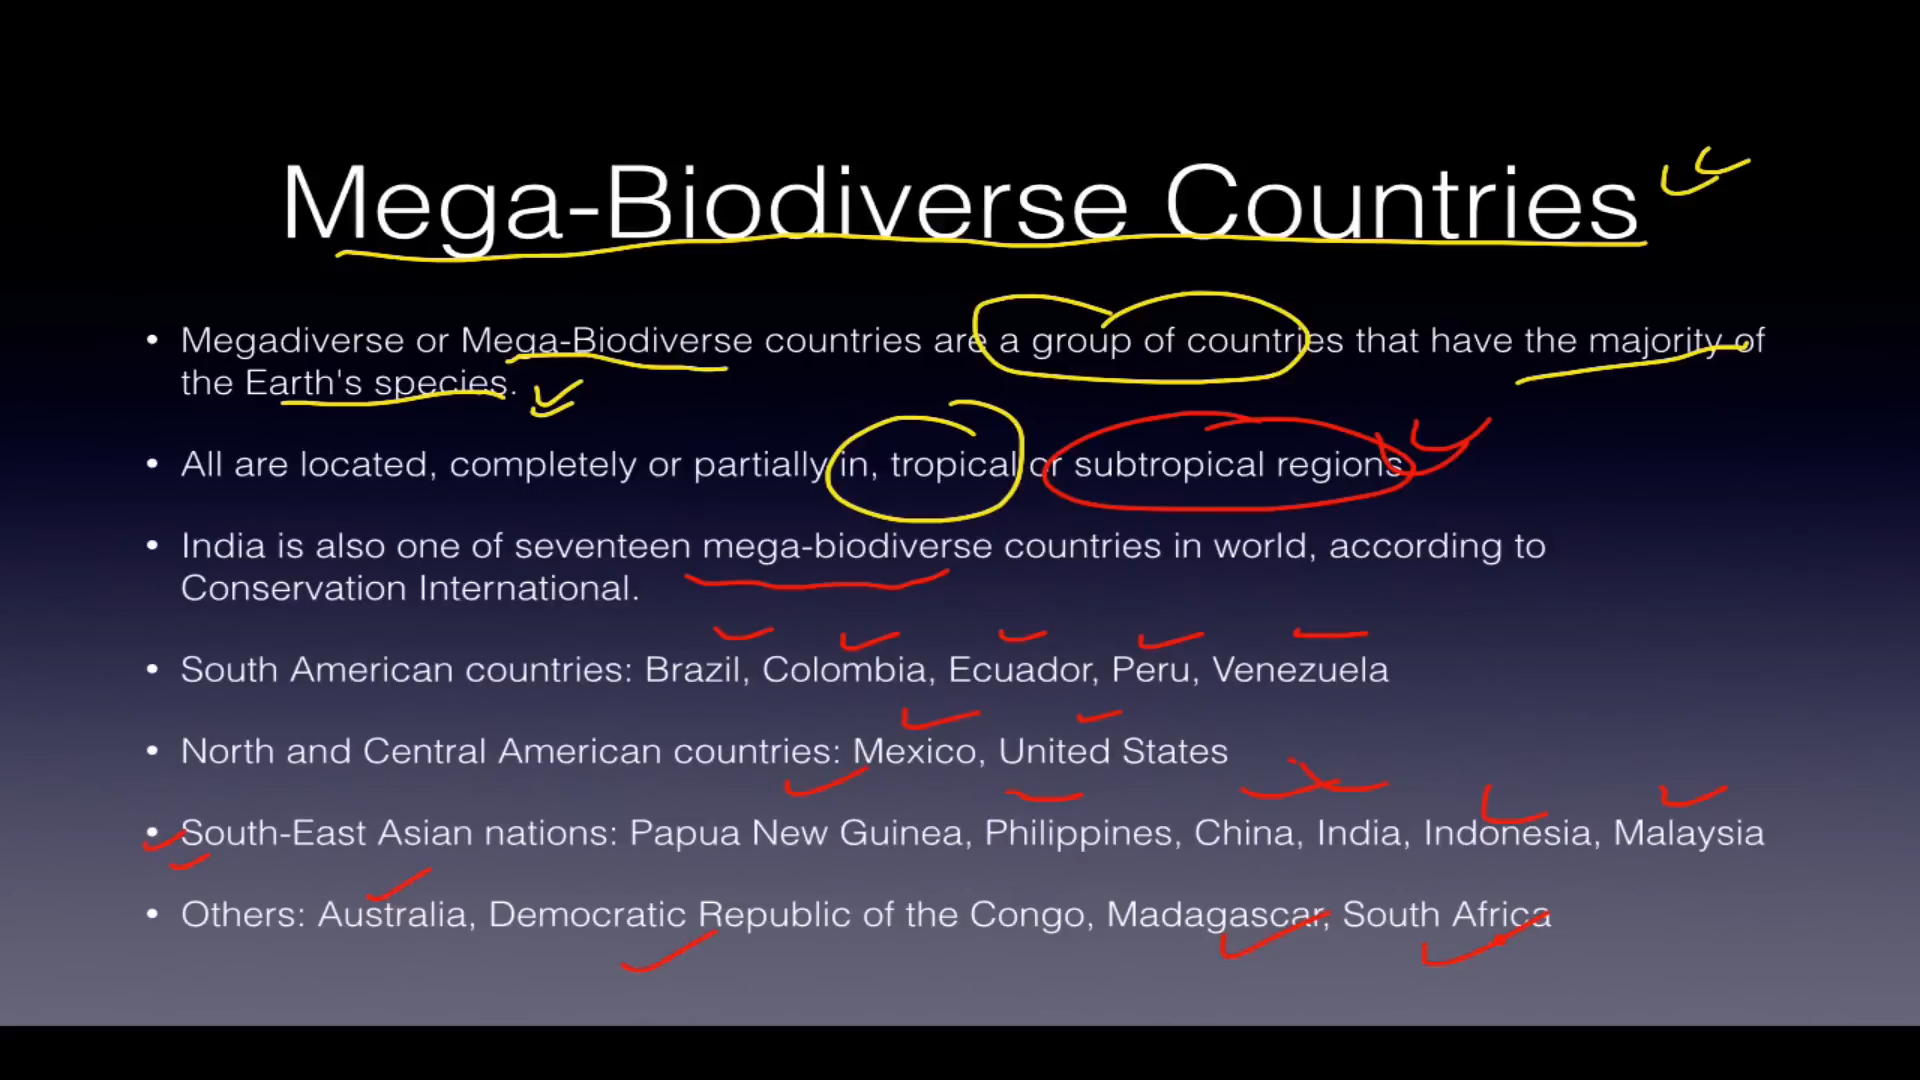 Mega-Biodiverse Countries
• Megadiverse or Mega-Biodiverse countries are a group of countries that have the majority of
the Earth's species.
• All are located, completely or partially in, tropical or subtropical regions
• India is also one of seventeen mega-biodiverse countries in world, according to
Conservation International.
• South American countries: Brazil, Colombia, Ecuador, Peru, Venezuela
• North and Central American countries: Mexico, United States
• South-East Asian nations: Papua New Guinea, Philippines, China, India, Indonesia, Malaysia
• Others: Australia, Democratic Republic of the Congo, Madagascar, South Africa